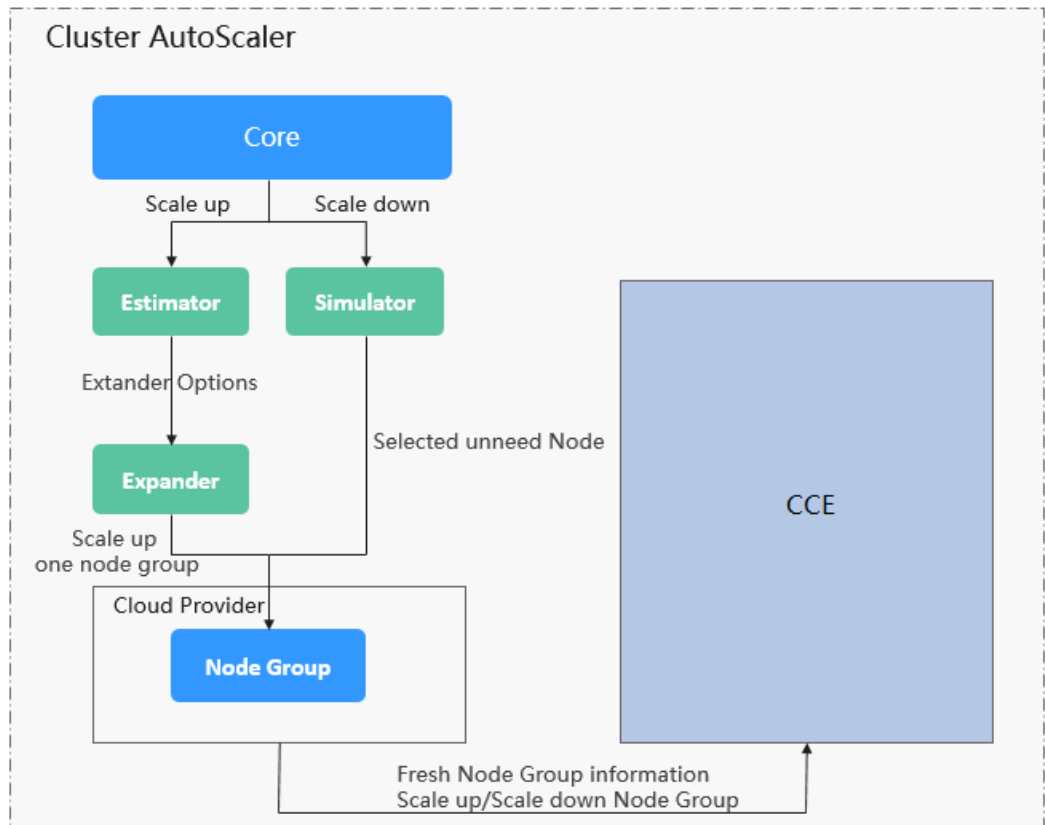 Cluster AutoScaler
Core
Scale up
Scale down
Estimator
Simulator
Extander Options
Selected unneed Node
Expander
CCE
Scale up
one node group
Cloud Provider
Node Group
Fresh Node Group information
Scale up/Scale down Node Group